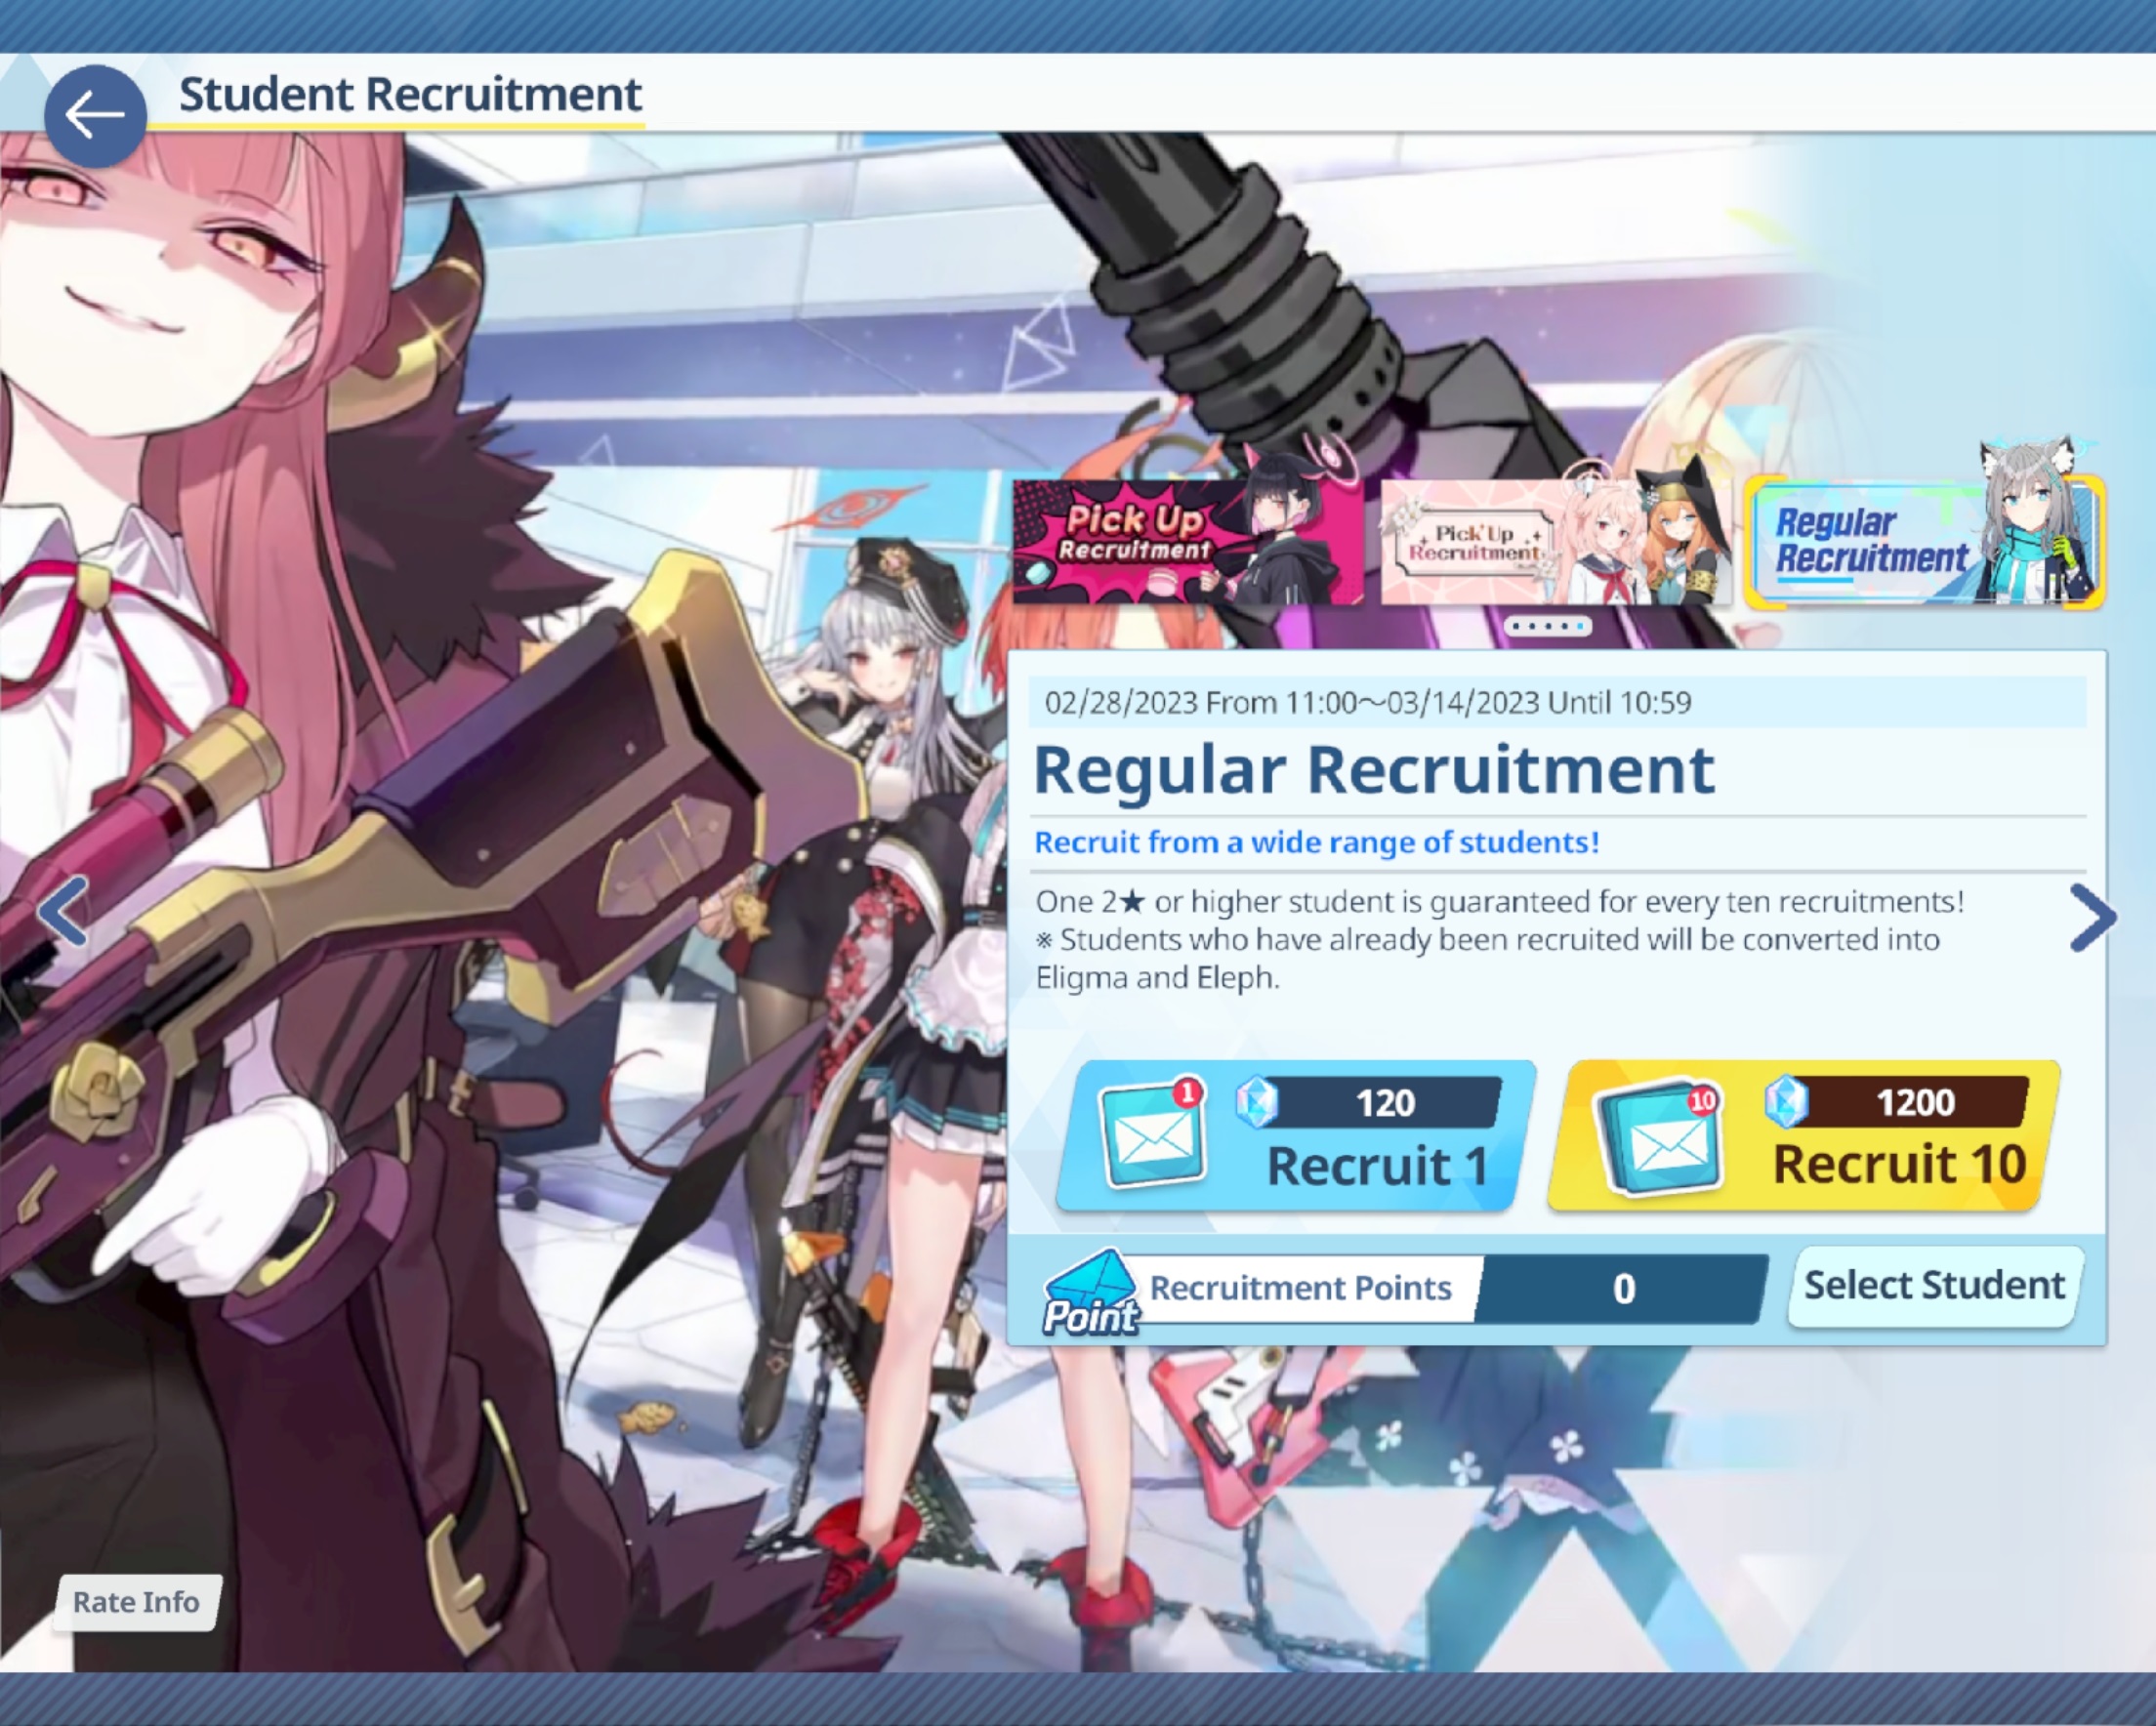 Student Recruitment
Pick Up
Recruitment
Pick Up
Recruitment
Regular
Recruitment
02/28/2023 From 11:00～03/14/2023 Until 10:59
Regular Recruitment
Recruit from a wide range of students!
One 2★ or higher student is guaranteed for every ten recruitments!
※ Students who have already been recruited will be converted into
Eligma and Eleph.
1
120
Recruit 1
10
1200
Recruit 10
Point
Recruitment Points
0
Select Student
Rate Info